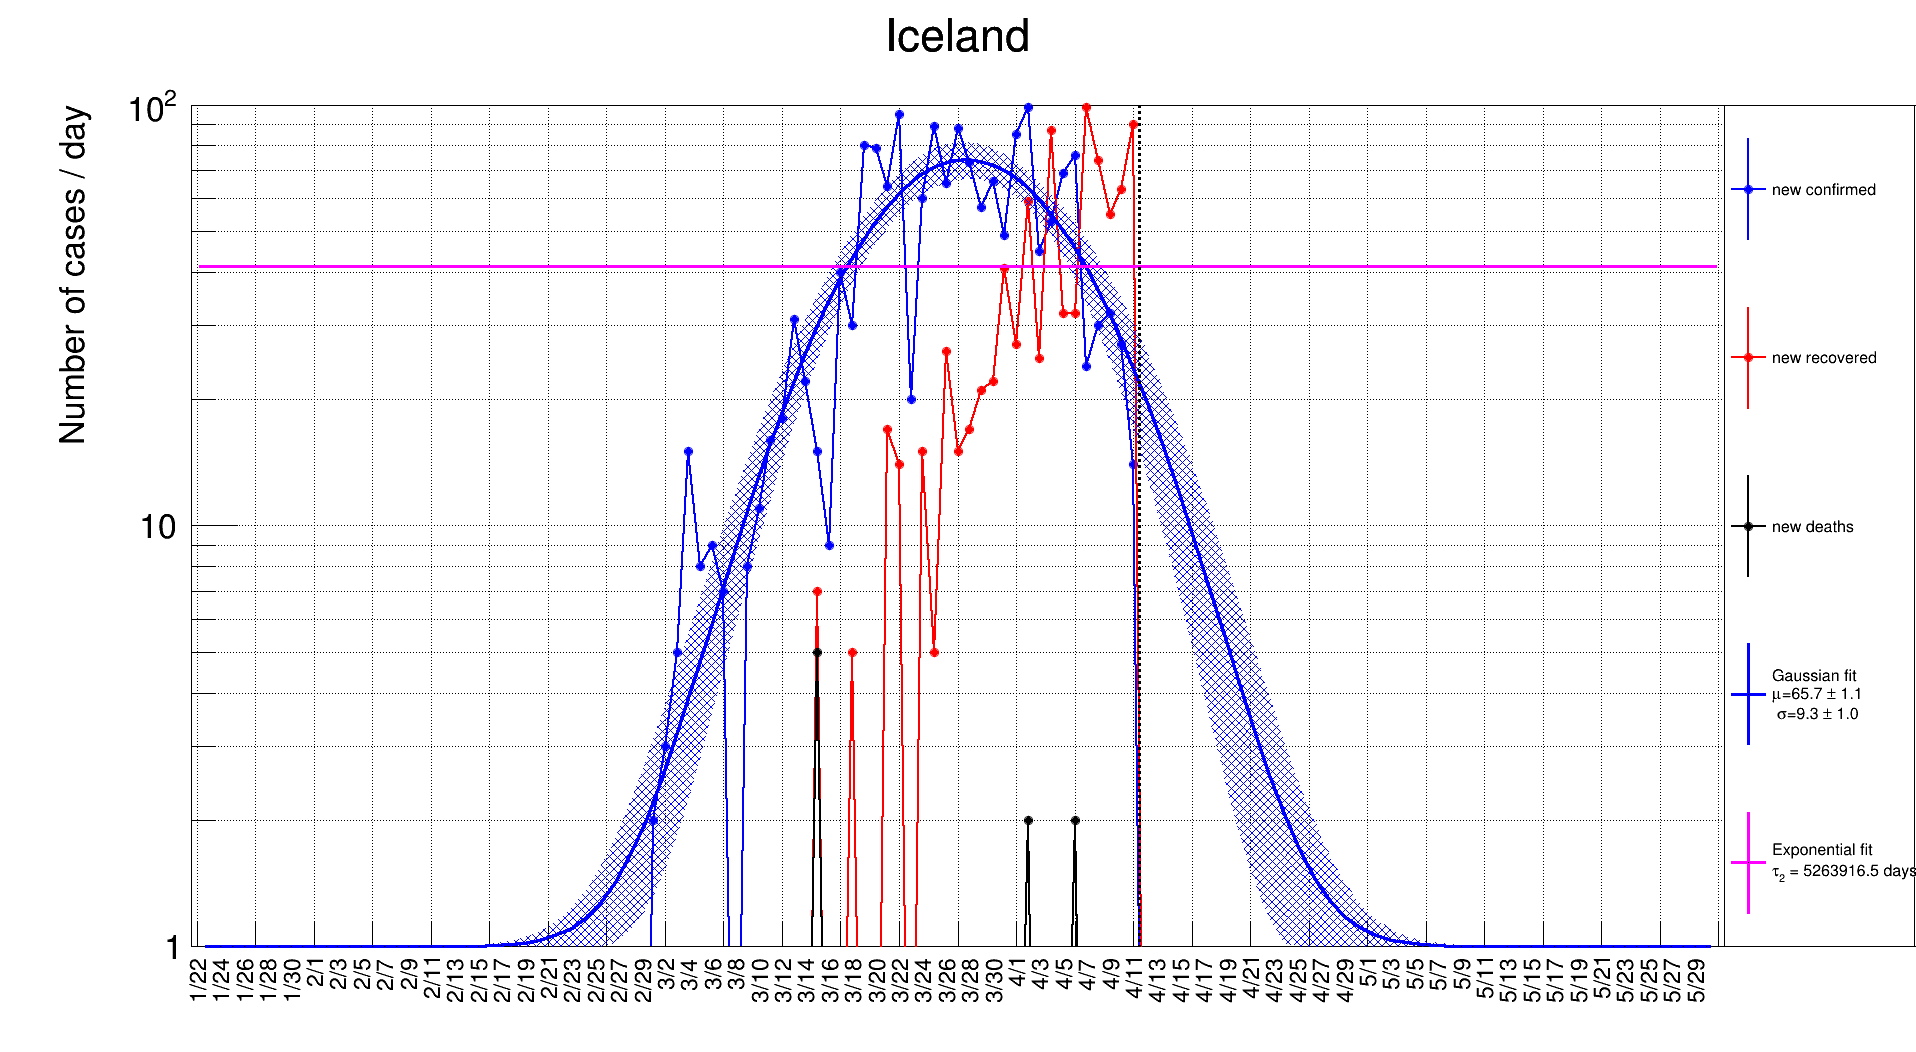 Iceland
Number of cases / day
10²
10
1
1/22 1/24 1/26 1/28 1/30 2/1 2/3 2/5 2/7 2/9 2/11 2/13 2/15 2/17 2/19 2/21 2/23 2/25 2/27 2/29 3/2 3/4 3/6 3/8 3/10 3/12 3/14 3/16 3/18 3/20 3/22 3/24 3/26 3/28 3/30 4/1 4/3 4/5 4/7 4/9 4/11 4/13 4/15 4/17 4/19 4/21 4/23 4/25 4/27 4/29 5/1 5/3 5/5 5/7 5/9 5/11 5/13 5/15 5/17 5/19 5/21 5/23 5/25 5/27 5/29
new confirmed
new recovered
new deaths
Gaussian fit
μ=65.7 ± 1.1
σ=9.3 ± 1.0
Exponential fit
τ₂ = 5263916.5 days